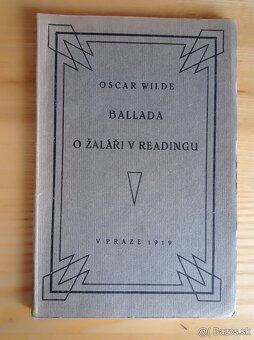 OSCAR WILDE
BALLADA
O ŽALÁŘI V READINGU
V PRAZE 1919
Bazos.sk